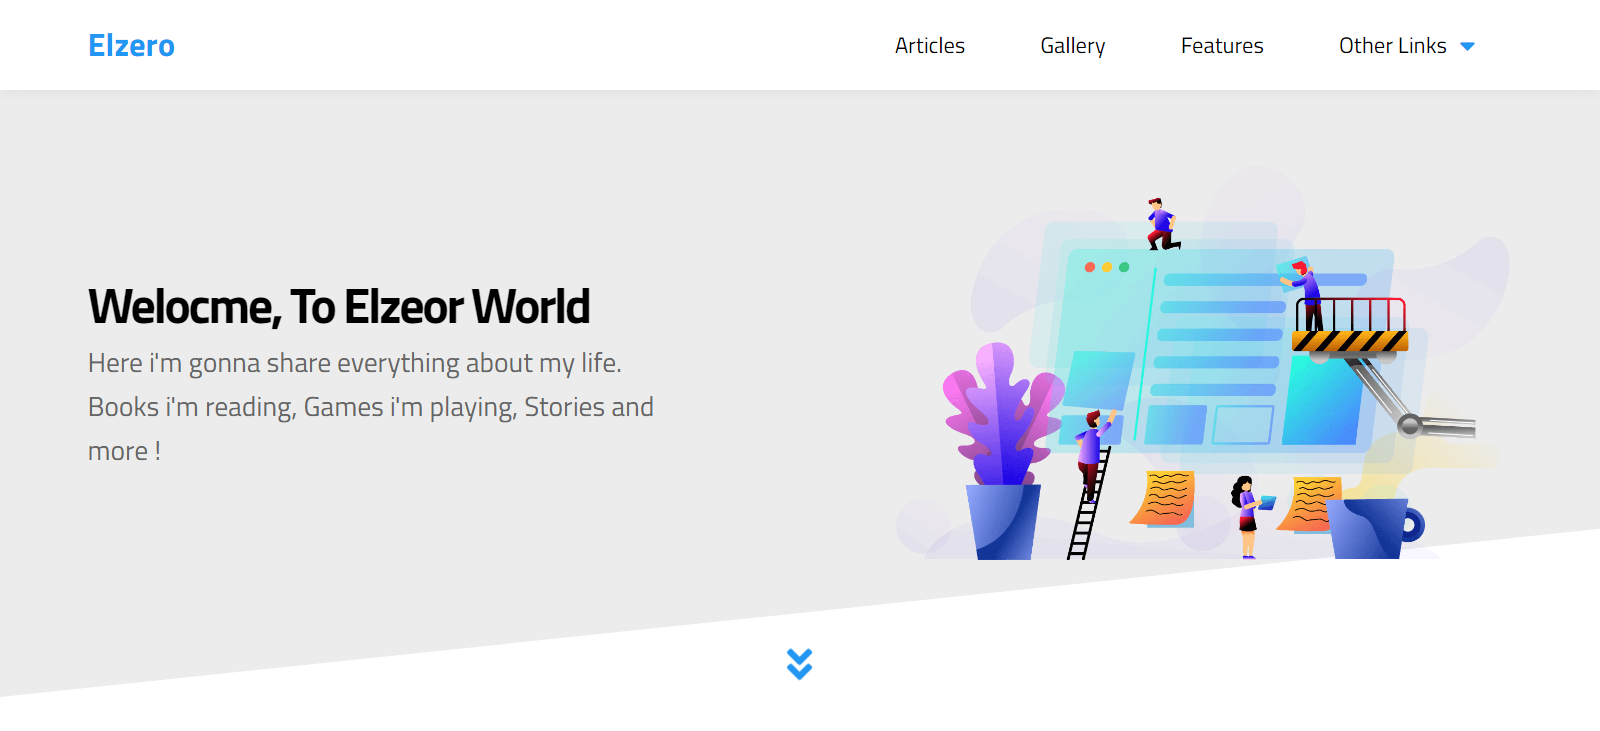 Elzero
Articles
Gallery
Features
Other Links
Welocme, To Elzeor World
Here i'm gonna share everything about my life.
Books i'm reading, Games i'm playing, Stories and
more !